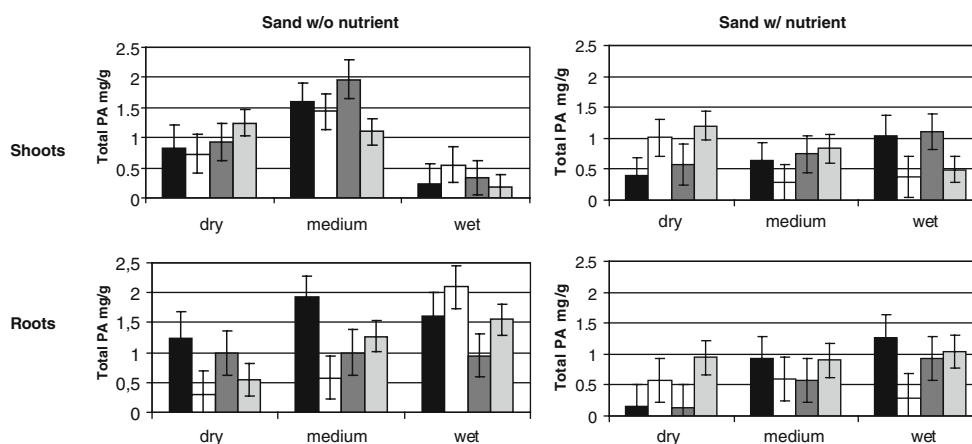 Sand w/o nutrient
Sand w/ nutrient
Shoots
Total PA mg/g
2.5
2
1.5
1
0.5
0
dry medium wet
Total PA mg/g
2.5
2
1.5
1
0.5
0
dry medium wet
Roots
Total PA mg/g
2,5
2
1,5
1
0,5
0
dry medium wet
Total PA mg/g
2.5
2
1.5
1
0.5
0
dry medium wet